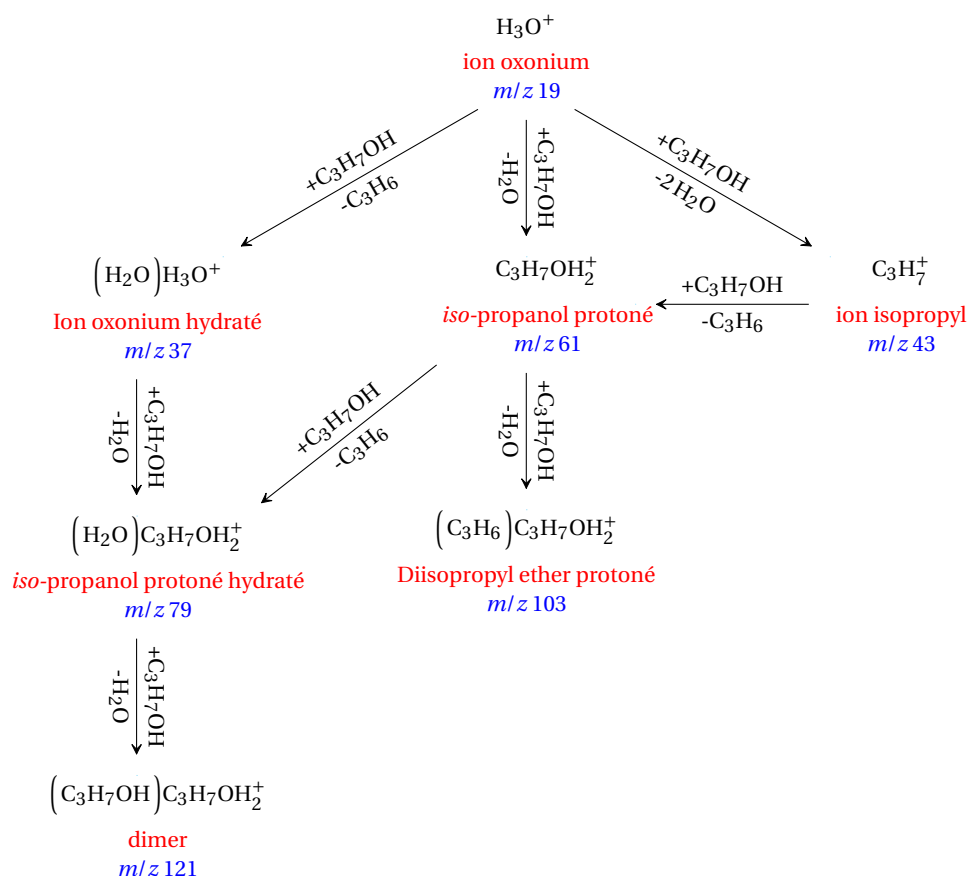 H₃O⁺
ion oxonium
m/z 19
+C₃H₇OH
-C₃H₆
+C₃H₇OH
-H₂O
+C₃H₇OH
-2H₂O
(H₂O)H₃O⁺
Ion oxonium hydraté
m/z 37
C₃H₇OH₂⁺
iso-propanol protoné
m/z 61
+C₃H₇OH
-C₃H₆
C₃H₇⁺
ion isopropyl
m/z 43
+C₃H₇OH
-H₂O
+C₃H₇OH
-C₃H₆
+C₃H₇OH
-H₂O
(H₂O)C₃H₇OH₂⁺
iso-propanol protoné hydraté
m/z 79
(C₃H₆)C₃H₇OH₂⁺
Diisopropyl ether protoné
m/z 103
+C₃H₇OH
-H₂O
(C₃H₇OH)C₃H₇OH₂⁺
dimer
m/z 121